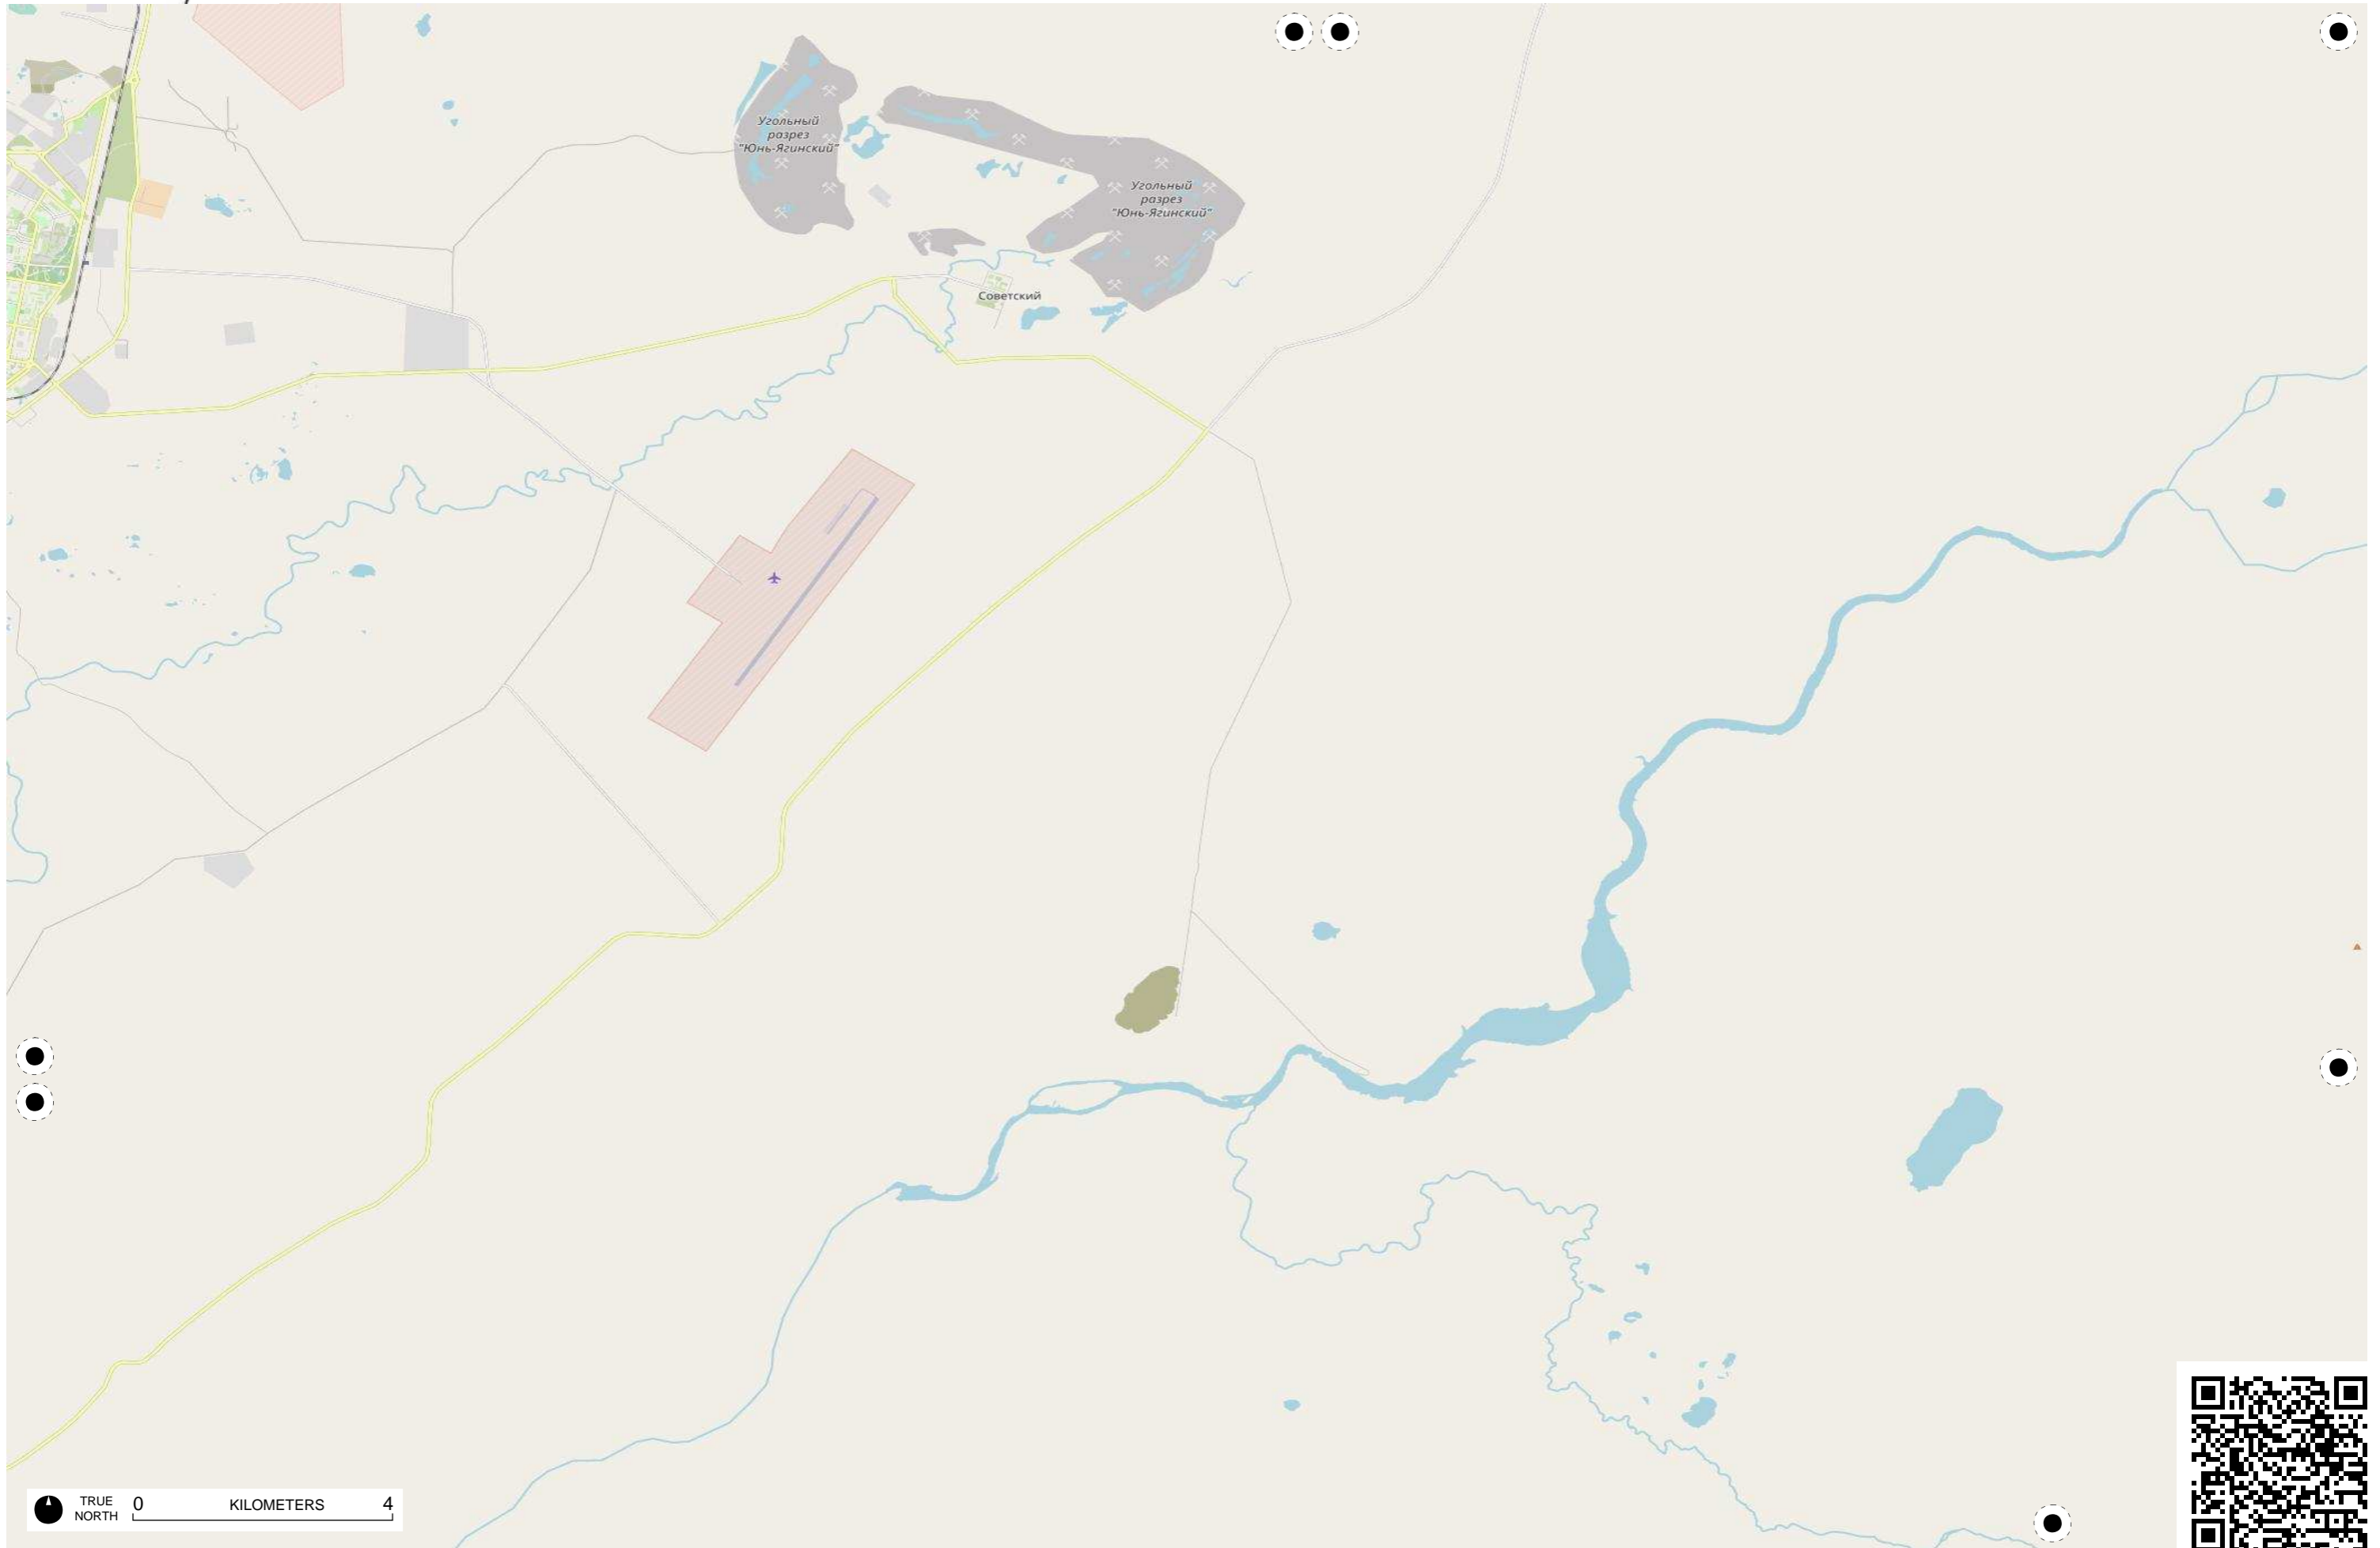 Угольный
разрез
"Юнь-Ягинский"
Угольный
разрез
"Юнь-Ягинский"
Советский
TRUE
NORTH
0 KILOMETERS 4